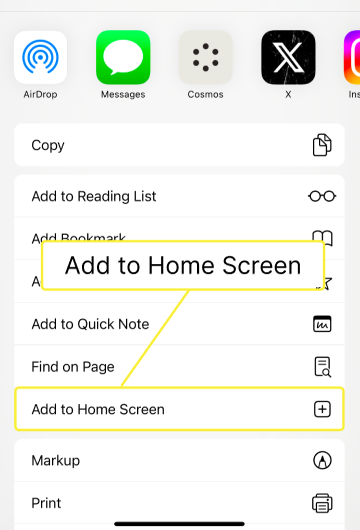 AirDrop
Messages
Cosmos
X
Ins
Copy
Add to Reading List
Add Bookmark
Add to Home Screen
A
Add to Quick Note
Find on Page
Add to Home Screen
Markup
Print